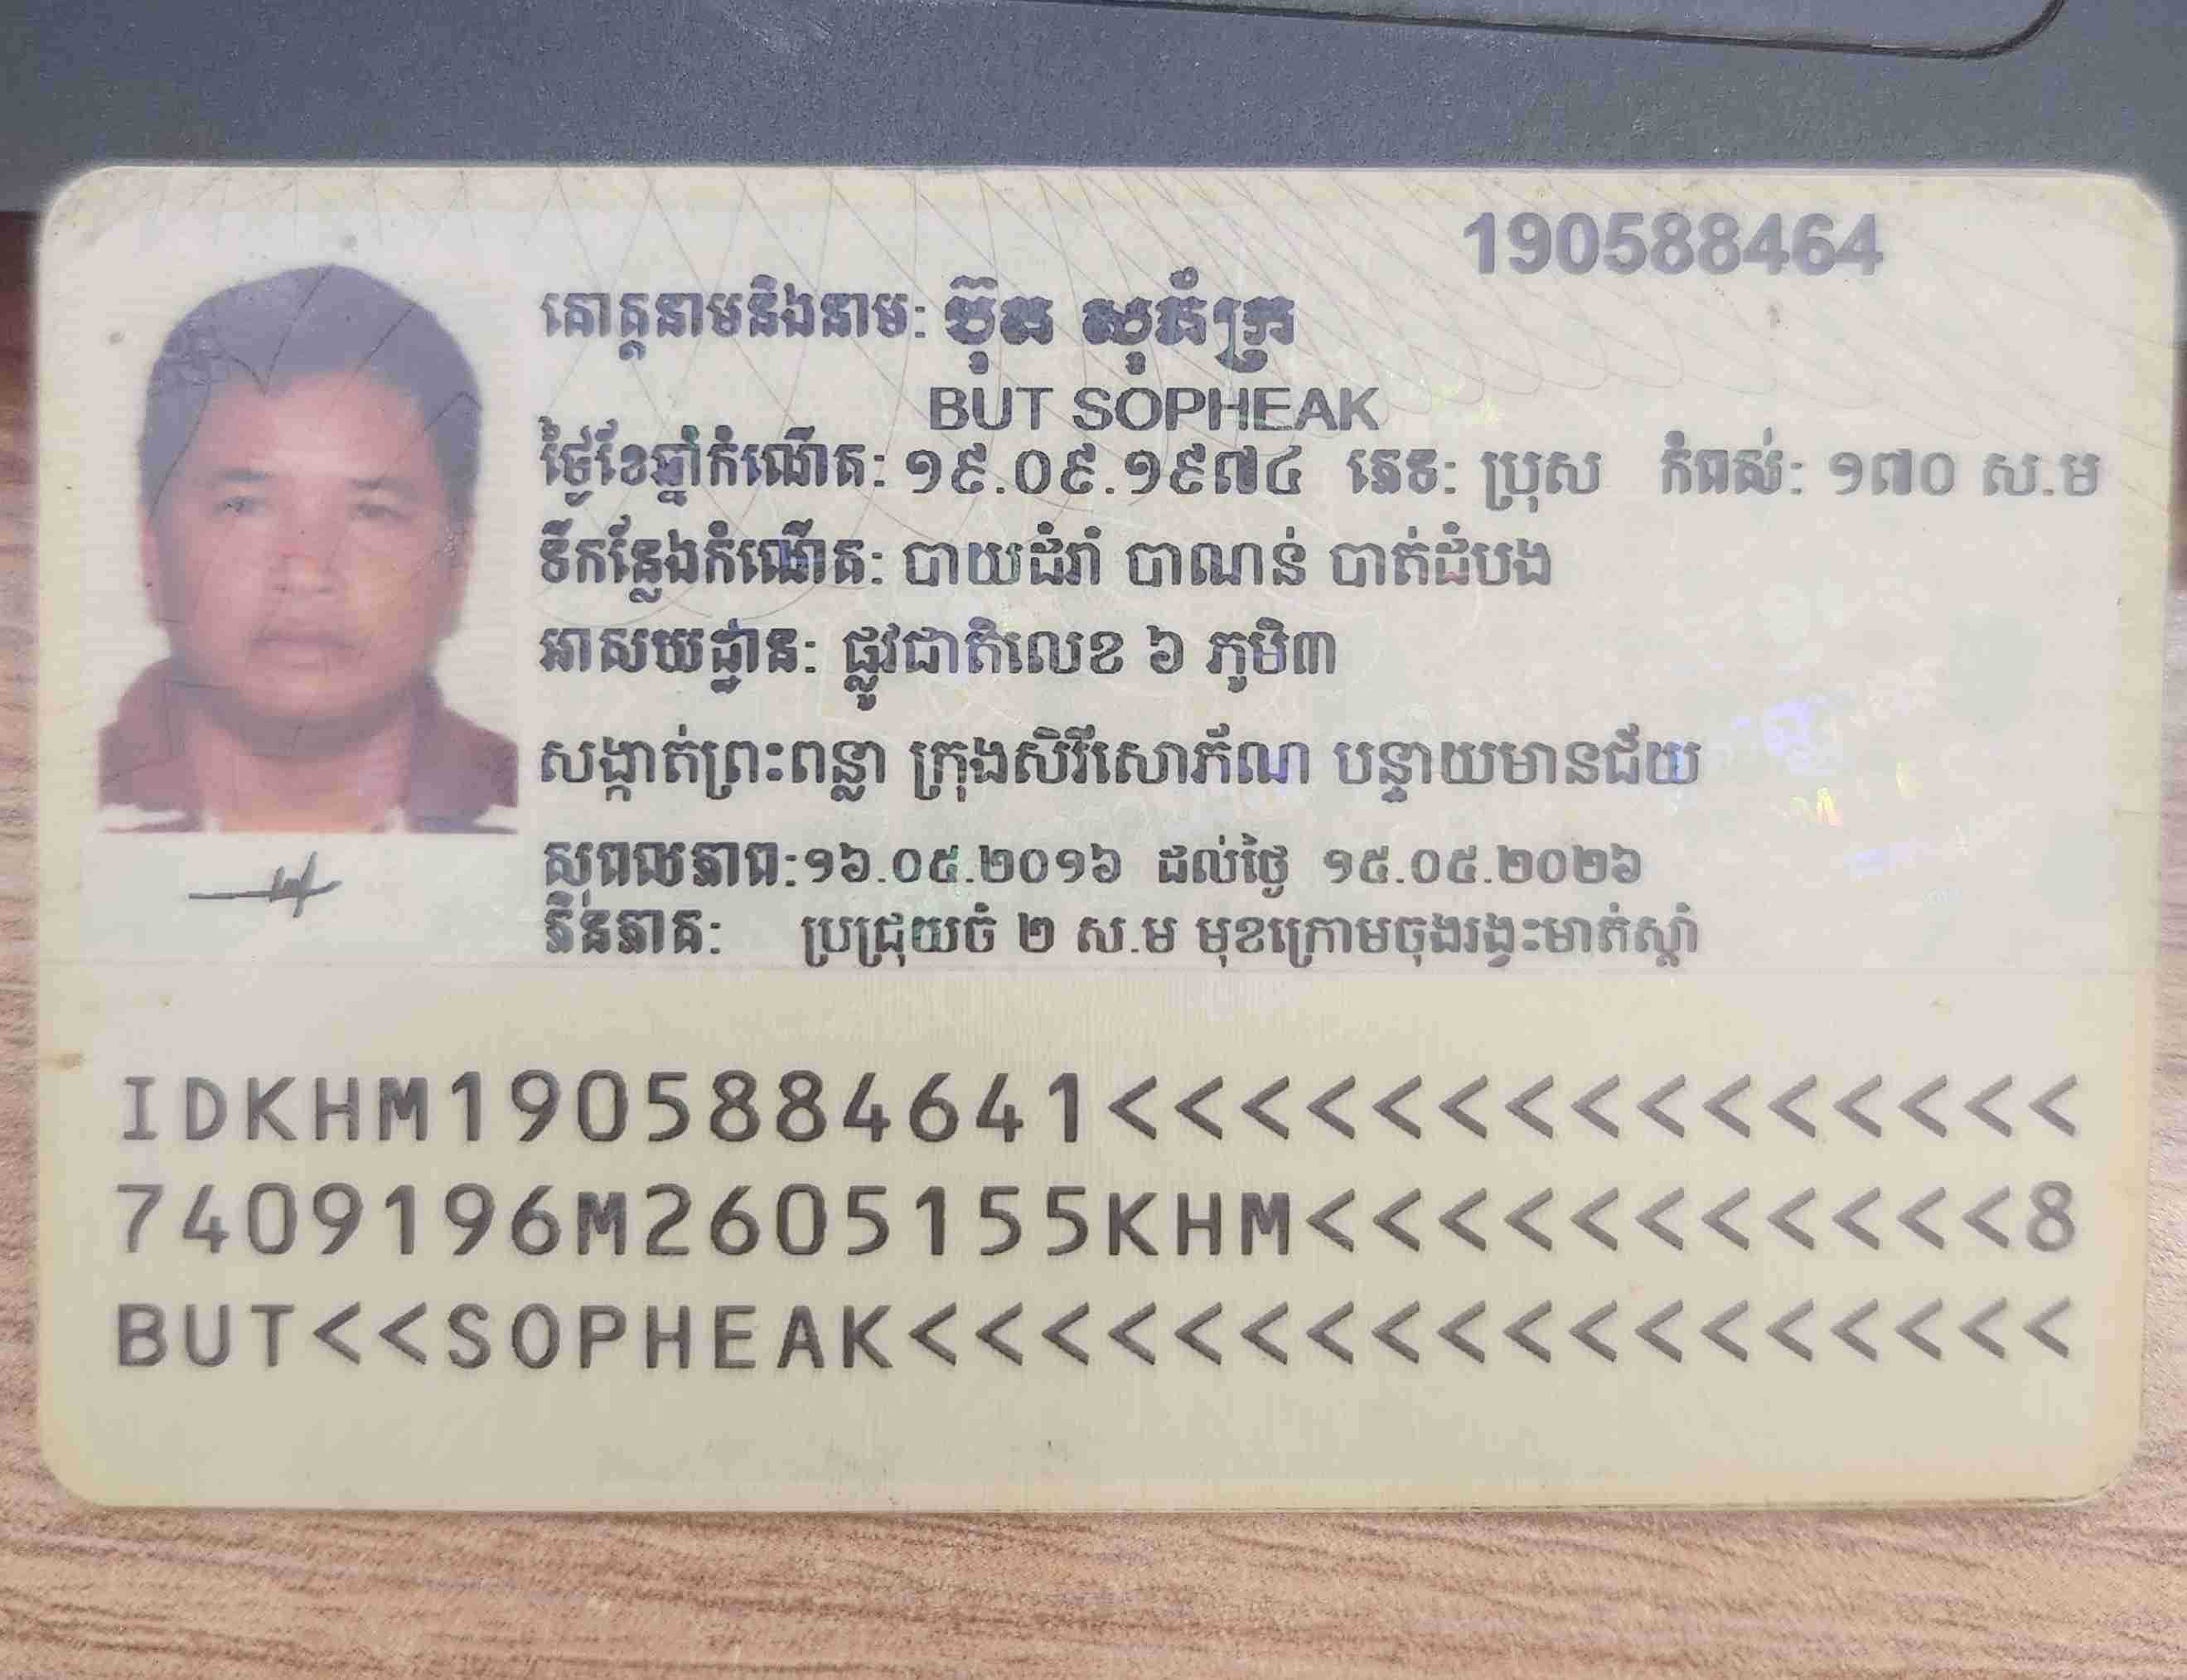 190588464
គោត្តនាមនិងនាម: ប៊ុត សុភ័ក្រ
BUT SOPHEAK
ថ្ងៃខែឆ្នាំកំណើត: ១៩.០៩.១៩៧៤ ភេទ: ប្រុស កំពស់: ១៧០ ស.ម
ទីកន្លែងកំណើត: បាយដំរាំ បាណន់ បាត់ដំបង
អាសយដ្ឋាន: ផ្លូវជាតិលេខ ៦ ភូមិ៣
សង្កាត់ព្រះពន្លា ក្រុងសិរីសោភ័ណ បន្ទាយមានជ័យ
សុពលភាព:១៦.០៥.២០១៦ ដល់ថ្ងៃ ១៥.០៥.២០២៦
ភិនភាគ: ប្រជ្រុយចំ ២ ស.ម មុខក្រោមចុងរង្វះមាត់ស្តាំ
IDKHM1905884641<<<<<<<<<<<<<<<
7409196M2605155KHM<<<<<<<<<<<8
BUT<<SOPHEAK<<<<<<<<<<<<<<<<<<